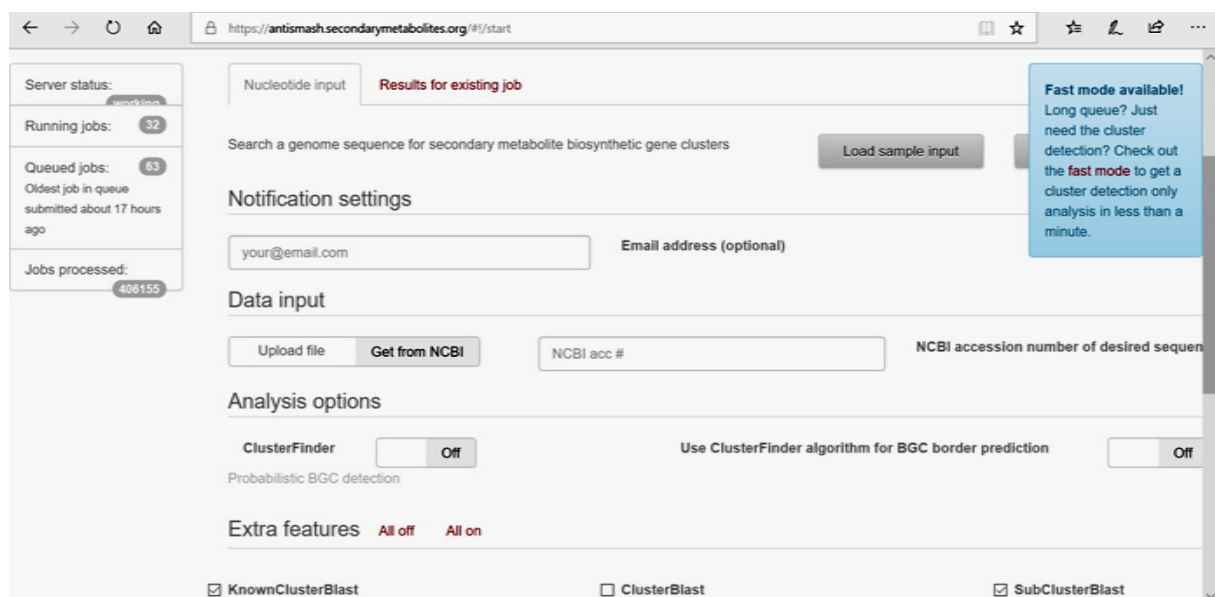 https://antismash.secondarymetabolites.org/#!/start
Server status:
working
Running jobs: 32
Queued jobs: 63
Oldest job in queue
submitted about 17 hours
ago
Jobs processed:
406155
Nucleotide input Results for existing job
Search a genome sequence for secondary metabolite biosynthetic gene clusters Load sample input
Notification settings
your@email.com Email address (optional)
Data input
Upload file Get from NCBI NCBI acc # NCBI accession number of desired sequen
Analysis options
ClusterFinder Off Use ClusterFinder algorithm for BGC border prediction Off
Probabilistic BGC detection
Extra features All off All on
KnownClusterBlast ClusterBlast SubClusterBlast
Fast mode available!
Long queue? Just
need the cluster
detection? Check out
the fast mode to get a
cluster detection only
analysis in less than a
minute.